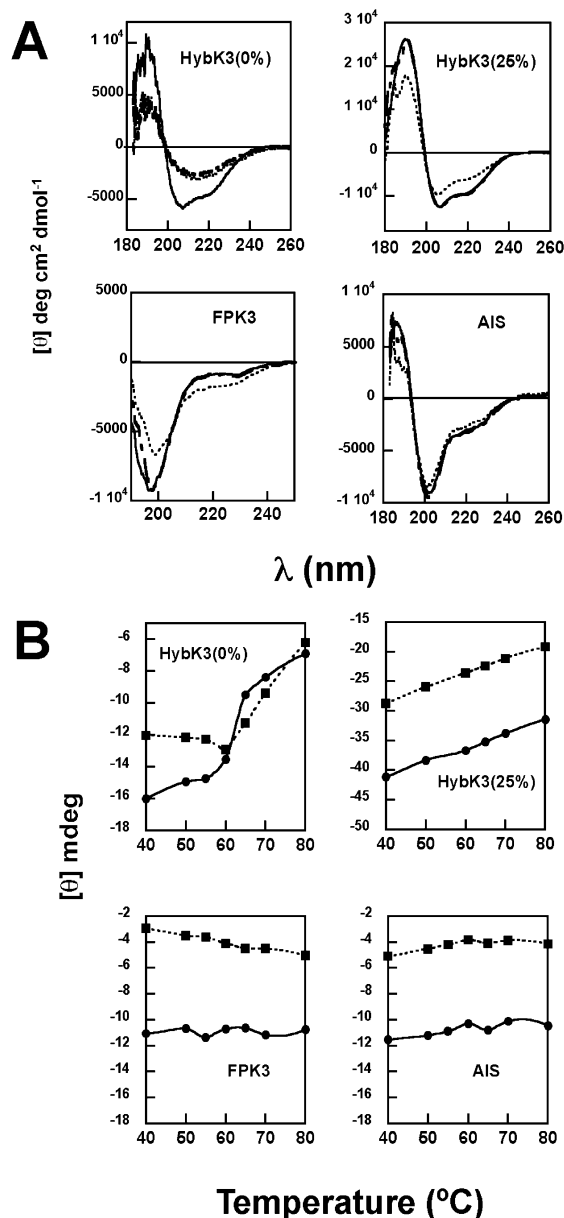 A
[θ] deg cm² dmol⁻¹
HybK3(0%)
1 10⁴
5000
0
-5000
180 200 220 240 260
HybK3(25%)
3 10⁴
2 10⁴
1 10⁴
0
-1 10⁴
180 200 220 240 260
FPK3
5000
0
-5000
-1 10⁴
200 220 240
AIS
1 10⁴
5000
0
-5000
-1 10⁴
180 200 220 240 260
λ (nm)
B
[θ] mdeg
HybK3(0%)
-6
-8
-10
-12
-14
-16
-18
40 50 60 70 80
HybK3(25%)
-15
-20
-25
-30
-35
-40
-45
-50
40 50 60 70 80
FPK3
-2
-4
-6
-8
-10
-12
-14
-16
-18
40 50 60 70 80
AIS
-2
-4
-6
-8
-10
-12
-14
-16
-18
40 50 60 70 80
Temperature (ºC)